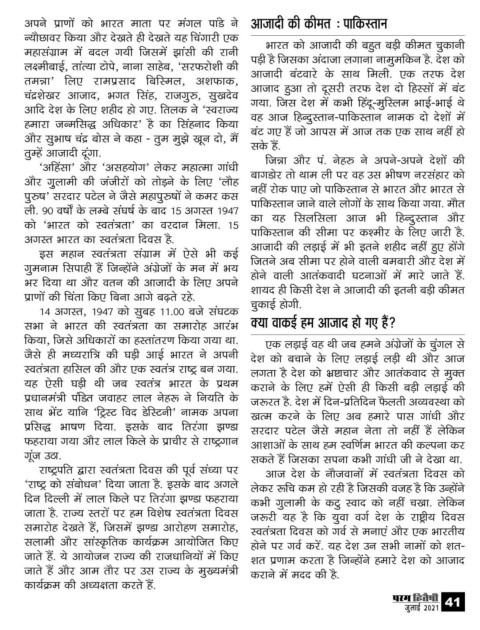 अपने प्राणों को भारत माता पर मंगल पांडे ने
न्यौछावर किया और देखते ही देखते यह चिंगारी एक
महासंग्राम में बदल गयी जिसमें झांसी की रानी
लक्ष्मीबाई, तांत्या टोपे, नाना साहेब, 'सरफरोशी की
तमन्ना' लिए रामप्रसाद बिस्मिल, अशफाक,
चंद्रशेखर आजाद, भगत सिंह, राजगुरु, सुखदेव
आदि देश के लिए शहीद हो गए. तिलक ने 'स्वराज्य
हमारा जन्मसिद्ध अधिकार' है का सिंहनाद किया
और सुभाष चंद्र बोस ने कहा - तुम मुझे खून दो, मैं
तुम्हें आजादी दूंगा.
'अहिंसा' और 'असहयोग' लेकर महात्मा गांधी
और गुलामी की जंजीरों को तोड़ने के लिए 'लौह
पुरुष' सरदार पटेल ने जैसे महापुरुषों ने कमर कस
ली. 90 वर्षों के लम्बे संघर्ष के बाद 15 अगस्त 1947
को 'भारत को स्वतंत्रता' का वरदान मिला. 15
अगस्त भारत का स्वतंत्रता दिवस है.
इस महान स्वतंत्रता संग्राम में ऐसे भी कई
गुमनाम सिपाही हैं जिन्होंने अंग्रेजों के मन में भय
भर दिया था और वतन की आजादी के लिए अपने
प्राणों की चिंता किए बिना आगे बढ़ते रहे.
14 अगस्त, 1947 को सुबह 11.00 बजे संघटक
सभा ने भारत की स्वतंत्रता का समारोह आरंभ
किया, जिसे अधिकारों का हस्तांतरण किया गया था.
जैसे ही मध्यरात्रि की घड़ी आई भारत ने अपनी
स्वतंत्रता हासिल की और एक स्वतंत्र राष्ट्र बन गया.
यह ऐसी घड़ी थी जब स्वतंत्र भारत के प्रथम
प्रधानमंत्री पंडित जवाहर लाल नेहरू ने नियति के
साथ भेंट यानि 'ट्रिस्ट विद डेस्टिनी' नामक अपना
प्रसिद्ध भाषण दिया. इसके बाद तिरंगा झण्डा
फहराया गया और लाल किले के प्राचीर से राष्ट्रगान
गूंज उठा.
राष्ट्रपति द्वारा स्वतंत्रता दिवस की पूर्व संध्या पर
'राष्ट्र को संबोधन' दिया जाता है. इसके बाद अगले
दिन दिल्ली में लाल किले पर तिरंगा झण्डा फहराया
जाता है. राज्य स्तरों पर हम विशेष स्वतंत्रता दिवस
समारोह देखते हैं, जिसमें झण्डा आरोहण समारोह,
सलामी और सांस्कृतिक कार्यक्रम आयोजित किए
जाते हैं. ये आयोजन राज्य की राजधानियों में किए
जाते हैं और आम तौर पर उस राज्य के मुख्यमंत्री
कार्यक्रम की अध्यक्षता करते हैं.
आजादी की कीमत : पाकिस्तान
भारत को आजादी की बहुत बड़ी कीमत चुकानी
पड़ी है जिसका अंदाजा लगाना नामुमकिन है. देश को
आजादी बंटवारे के साथ मिली. एक तरफ देश
आजाद हुआ तो दूसरी तरफ देश दो हिस्सों में बंट
गया. जिस देश में कभी हिंदू-मुस्लिम भाई-भाई थे
वह आज हिन्दुस्तान-पाकिस्तान नामक दो देशों में
बंट गए हैं जो आपस में आज तक एक साथ नहीं हो
सके हैं.
जिन्ना और पं. नेहरु ने अपने-अपने देशों की
बागडोर तो थाम ली पर वह उस भीषण नरसंहार को
नहीं रोक पाए जो पाकिस्तान से भारत और भारत से
पाकिस्तान जाने वाले लोगों के साथ किया गया. मौत
का यह सिलसिला आज भी हिन्दुस्तान और
पाकिस्तान की सीमा पर कश्मीर के लिए जारी है.
आजादी की लड़ाई में भी इतने शहीद नहीं हुए होंगे
जितने अब सीमा पर होने वाली बमबारी और देश में
होने वाली आतंकवादी घटनाओं में मारे जाते हैं.
शायद ही किसी देश ने आजादी की इतनी बड़ी कीमत
चुकाई होगी.
क्या वाकई हम आजाद हो गए हैं?
एक लड़ाई वह थी जब हमने अंग्रेजों के चुंगल से
देश को बचाने के लिए लड़ाई लड़ी थी और आज
लगता है देश को भ्रष्टाचार और आतंकवाद से मुक्त
कराने के लिए हमें ऐसी ही किसी बड़ी लड़ाई की
जरूरत है. देश में दिन-प्रतिदिन फैलती अव्यवस्था को
खत्म करने के लिए अब हमारे पास गांधी और
सरदार पटेल जैसे महान नेता तो नहीं हैं लेकिन
आशाओं के साथ हम स्वर्णिम भारत की कल्पना कर
सकते हैं जिसका सपना कभी गांधी जी ने देखा था.
आज देश के नौजवानों में स्वतंत्रता दिवस को
लेकर रूचि कम हो रही है जिसकी वजह है कि उन्होंने
कभी गुलामी के कटु स्वाद को नहीं चखा. लेकिन
जरूरी यह है कि युवा वर्ग देश के राष्ट्रीय दिवस
स्वतंत्रता दिवस को गर्व से मनाएं और एक भारतीय
होने पर गर्व करें. यह देश उन सभी नामों को शत-
शत प्रणाम करता है जिन्होंने हमारे देश को आजाद
कराने में मदद की है.
परम हितैषी
जुलाई 2021
41